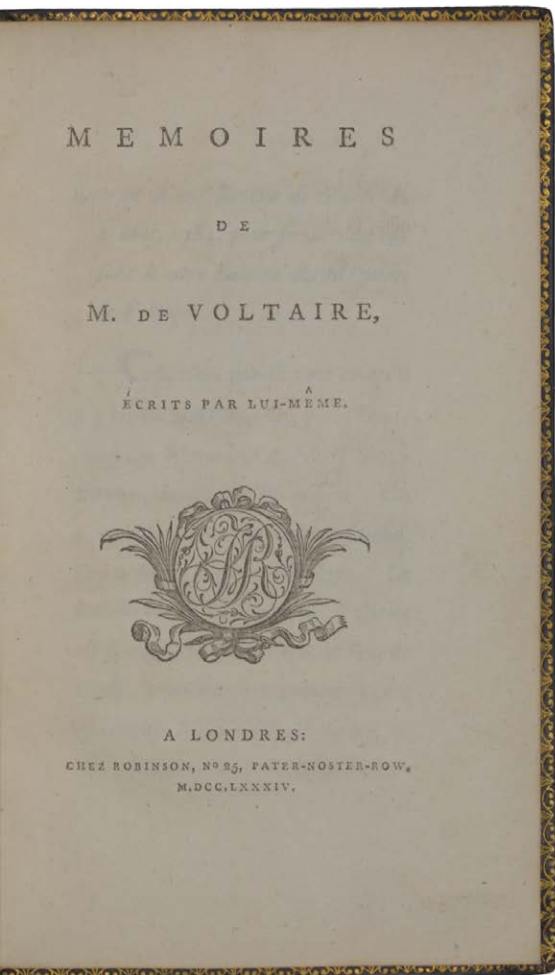 MEMOIRES
DE
M. DE VOLTAIRE,
ÉCRITS PAR LUI-MÊME.
A LONDRES:
CHEZ ROBINSON, Nº 25, PATER-NOSTER-ROW.
M.DCC.LXXXIV.